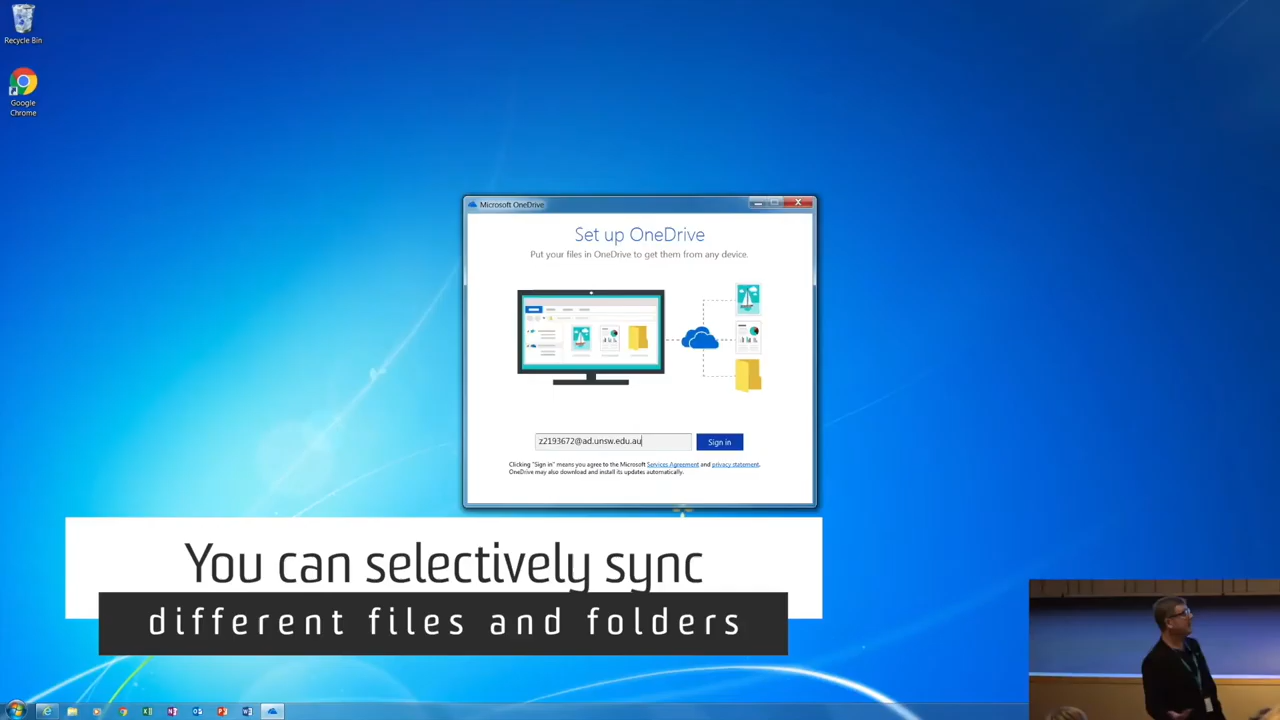 Recycle Bin
Google
Chrome
Microsoft OneDrive
Set up OneDrive
Put your files in OneDrive to get them from any device.
z2193672@ad.unsw.edu.au
Sign in
Clicking "Sign in" means you agree to the Microsoft Services Agreement and privacy statement.
OneDrive may also download and install its updates automatically.
You can selectively sync
different files and folders